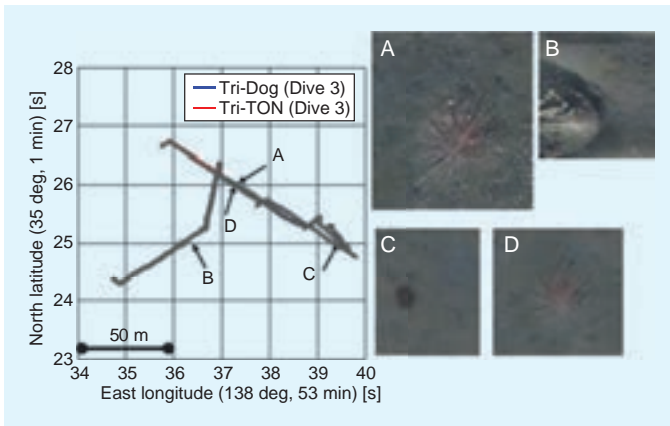 28
27
26
25
24
23
North latitude (35 deg, 1 min) [s]
Tri-Dog (Dive 3)
Tri-TON (Dive 3)
A
D
B
C
50 m
34 35 36 37 38 39 40
East longitude (138 deg, 53 min) [s]
A
B
C
D